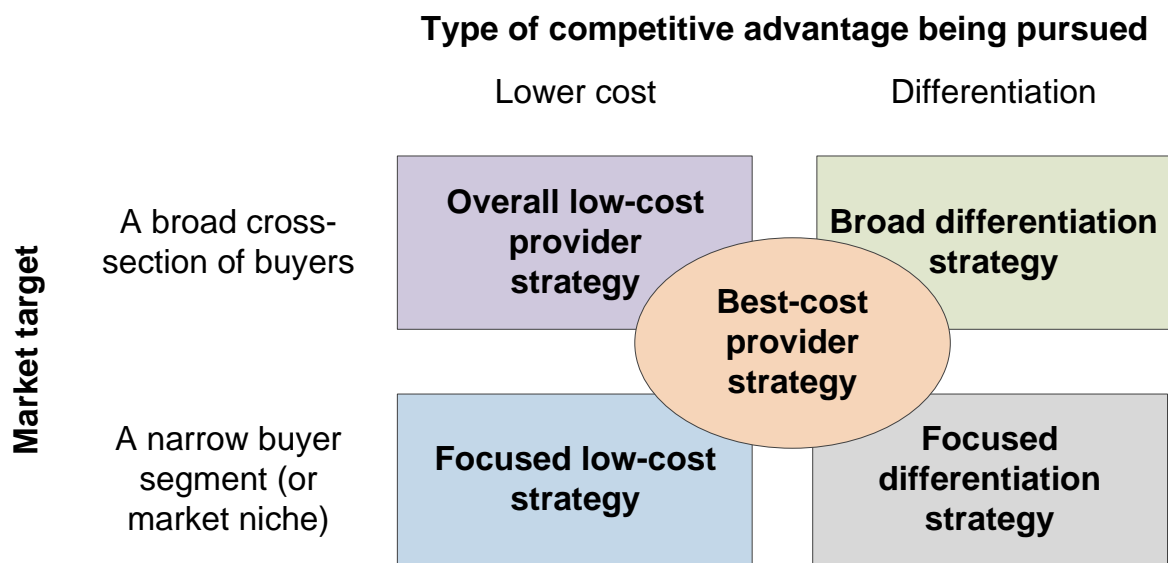 Type of competitive advantage being pursued
Lower cost
Differentiation
Market target
A broad cross-
section of buyers
Overall low-cost
provider
strategy
Broad differentiation
strategy
Best-cost
provider
strategy
A narrow buyer
segment (or
market niche)
Focused low-cost
strategy
Focused
differentiation
strategy